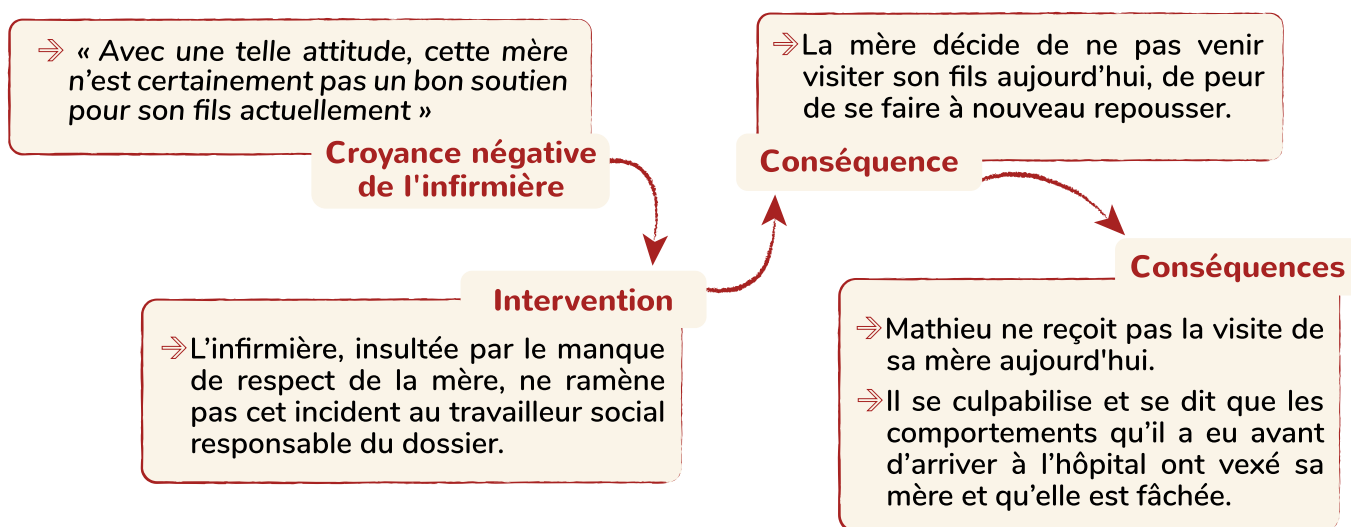 « Avec une telle attitude, cette mère
n’est certainement pas un bon soutien
pour son fils actuellement »
Croyance négative
de l'infirmière
Intervention
L’infirmière, insultée par le manque
de respect de la mère, ne ramène
pas cet incident au travailleur social
responsable du dossier.
La mère décide de ne pas venir
visiter son fils aujourd’hui, de peur
de se faire à nouveau repousser.
Conséquence
Conséquences
Mathieu ne reçoit pas la visite de
sa mère aujourd'hui.
Il se culpabilise et se dit que les
comportements qu’il a eu avant
d’arriver à l’hôpital ont vexé sa
mère et qu’elle est fâchée.